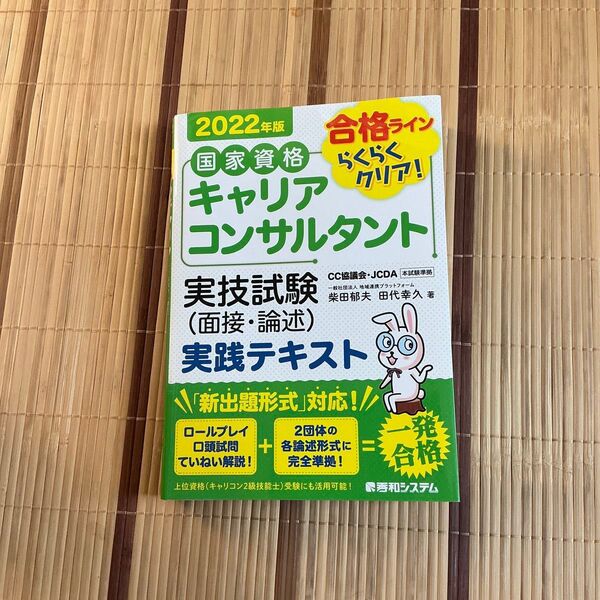 2022年版
合格ライン
らくらく
クリア！
国家資格
キャリア
コンサルタント
CC協議会・JCDA 本試験準拠
実技試験
（面接・論述）
一般社団法人 地域連携プラットフォーム
柴田郁夫 田代幸久 著
実践テキスト
「新出題形式」対応！
ロールプレイ
口頭試問
ていねい解説！
+
2団体の
各論述形式に
完全準拠！
=
一発
合格
上位資格（キャリコン2級技能士）受験にも活用可能！
秀和システム